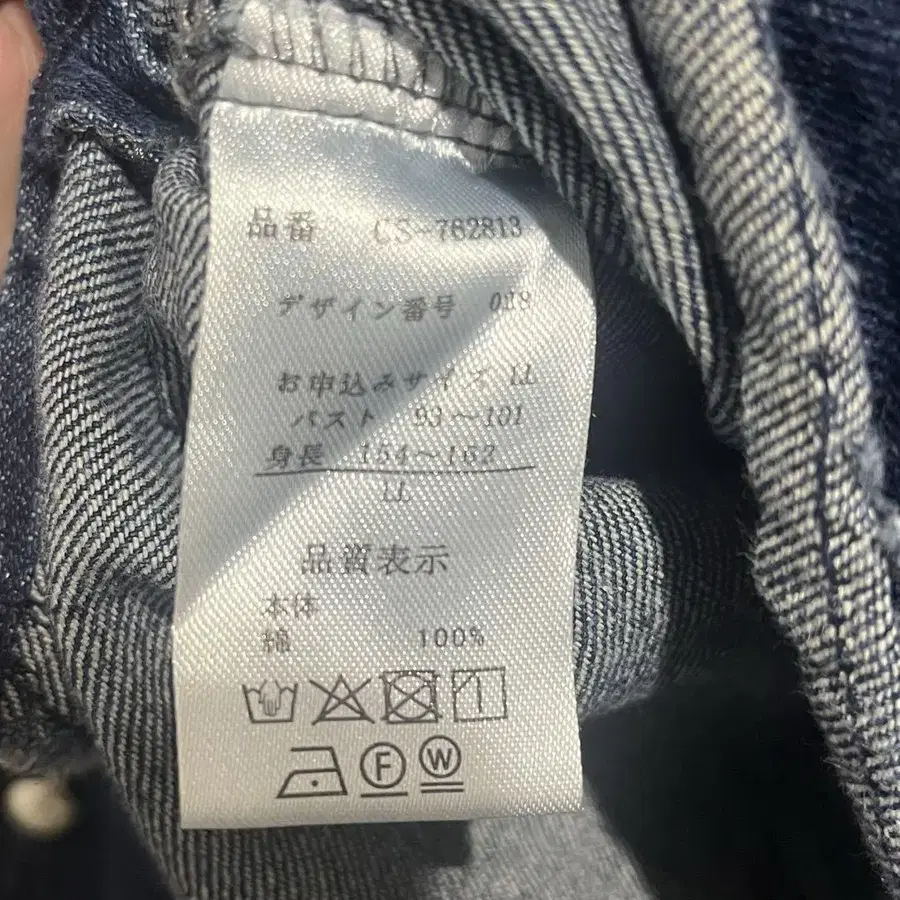 品番 CS-762813
デザイン番号 018
お申込みサイズ LL
バスト 93〜101
身長 154〜162
LL
品質表示
本体
綿 100%
F W